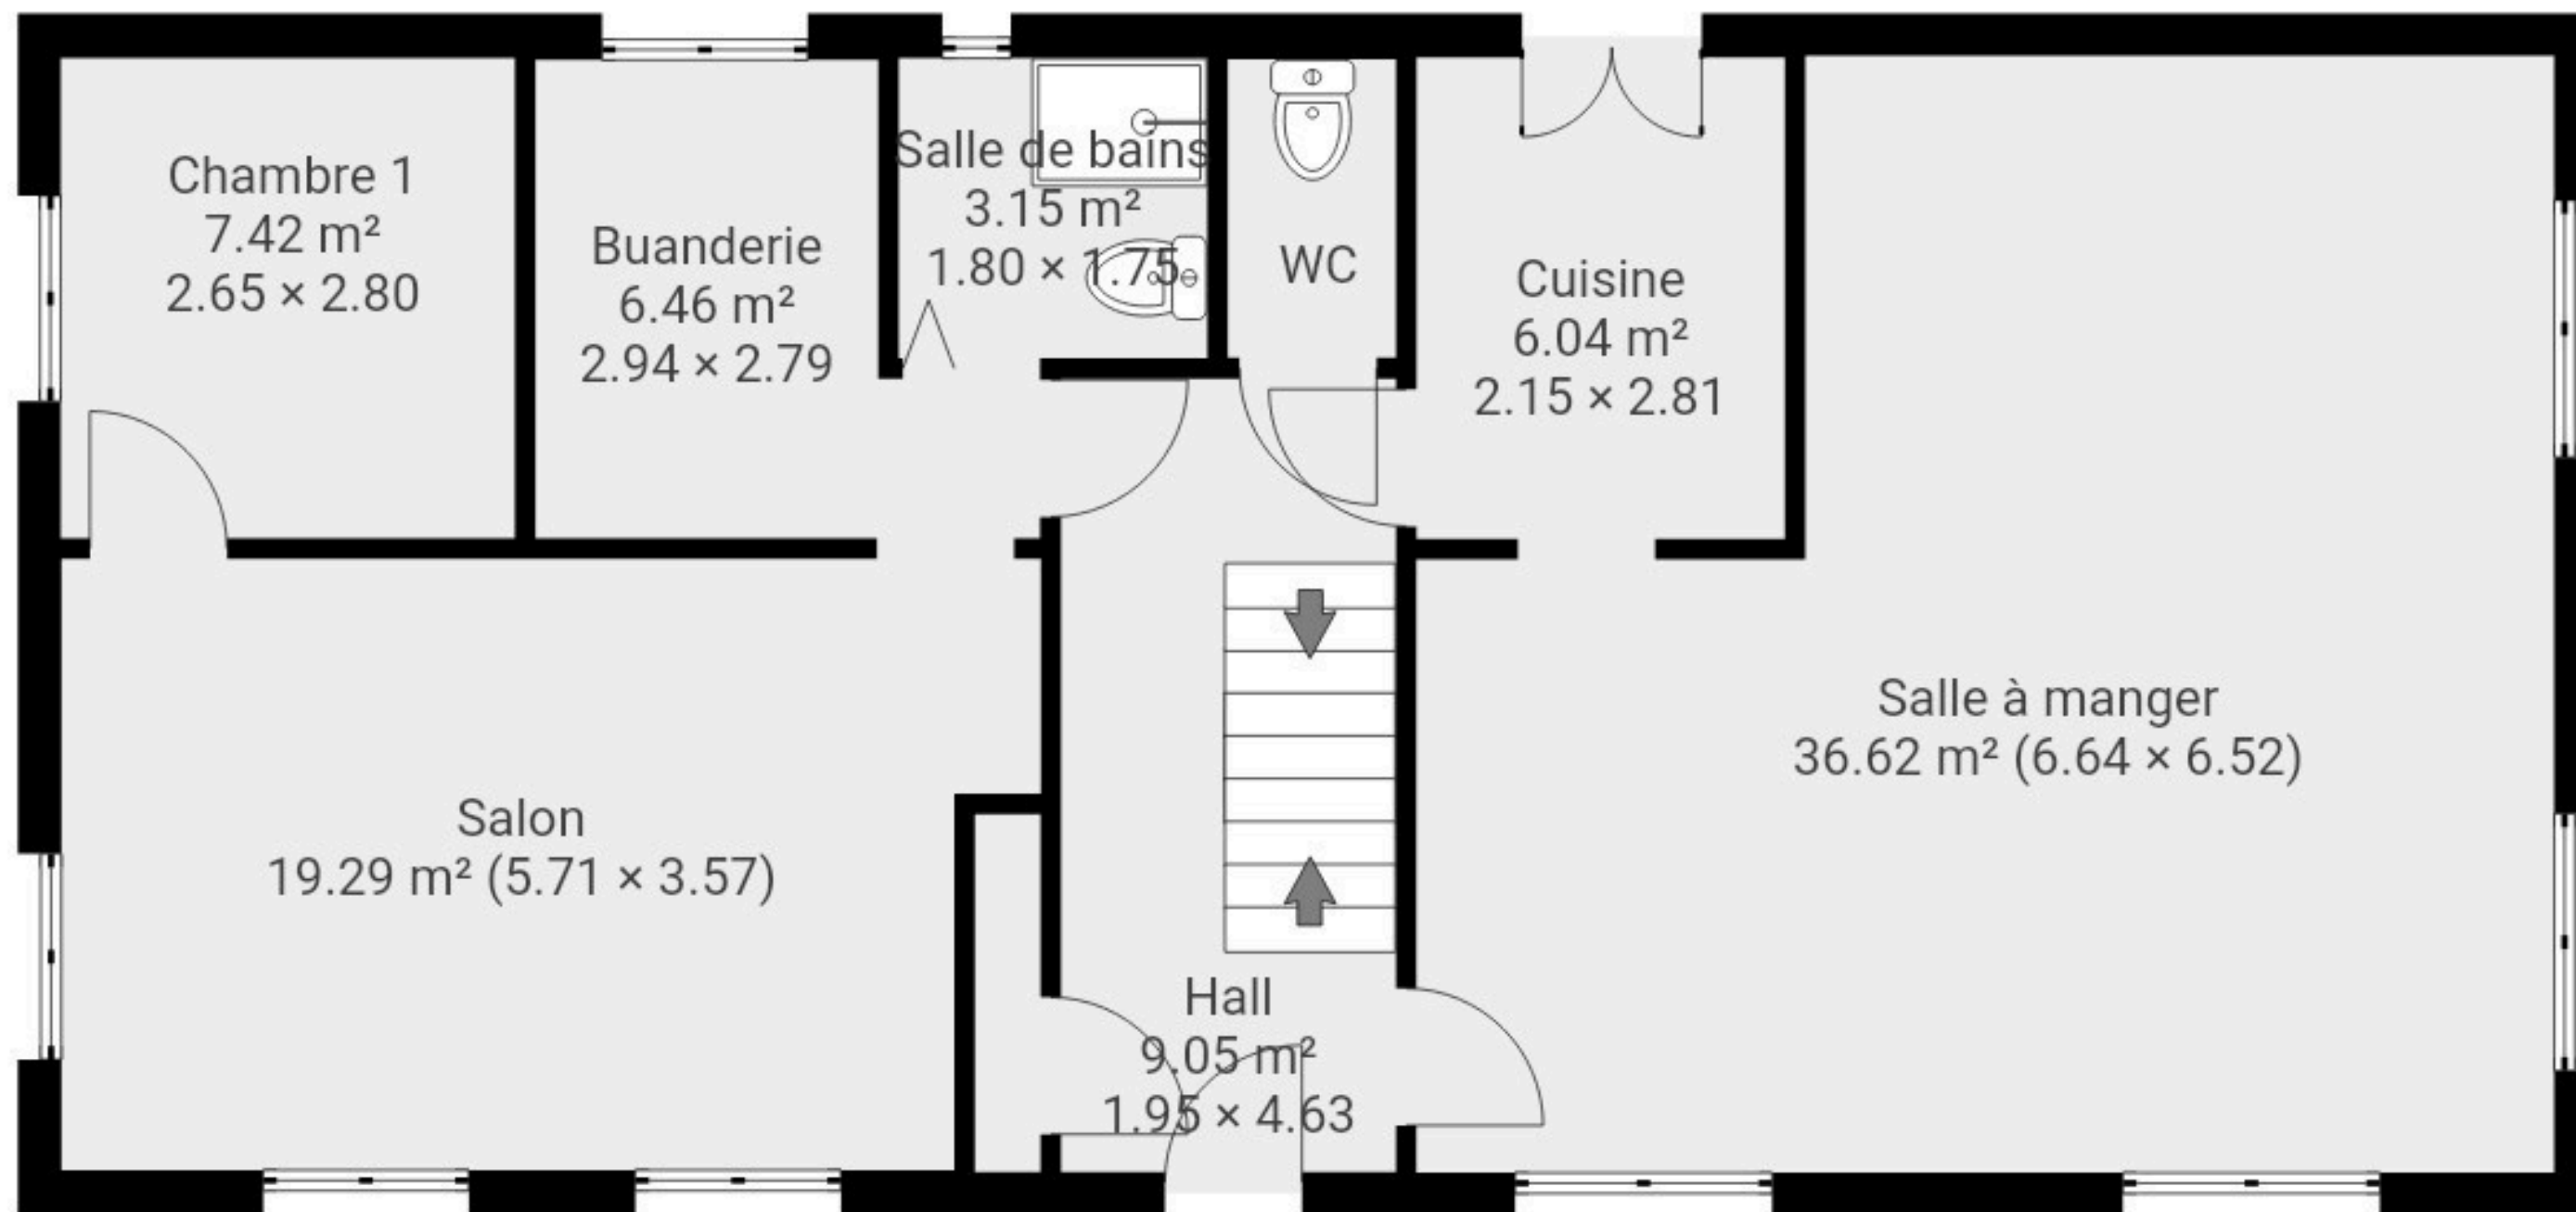 Chambre 1
7.42 m²
2.65 × 2.80
Buanderie
6.46 m²
2.94 × 2.79
Salle de bains
3.15 m²
1.80 × 1.75
WC
Cuisine
6.04 m²
2.15 × 2.81
Salle à manger
36.62 m² (6.64 × 6.52)
Salon
19.29 m² (5.71 × 3.57)
Hall
9.05 m²
1.95 × 4.63